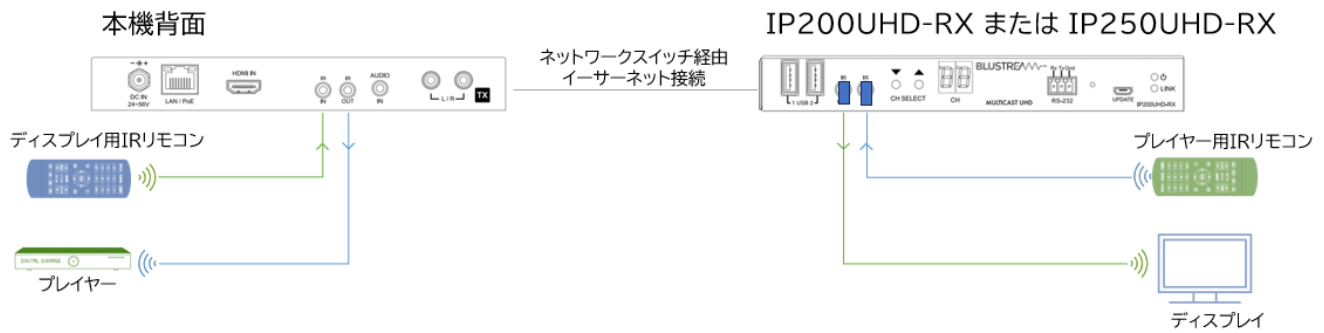 本機背面
IP200UHD-RX または IP250UHD-RX
ネットワークスイッチ経由
イーサーネット接続
DC IN
24~56V
LAN / PoE
HDMI IN
IR
IN
IR
OUT
AUDIO
IN
L / R
TX
1 USB 2
IR
IR
CH SELECT
CH
BLUSTREAM
MULTICAST UHD
Rx Tx Gnd
RS-232
UPDATE
LINK
IP200UHD-RX
ディスプレイ用IRリモコン
プレイヤー用IRリモコン
DIGITAL SIGNAGE
プレイヤー
ディスプレイ